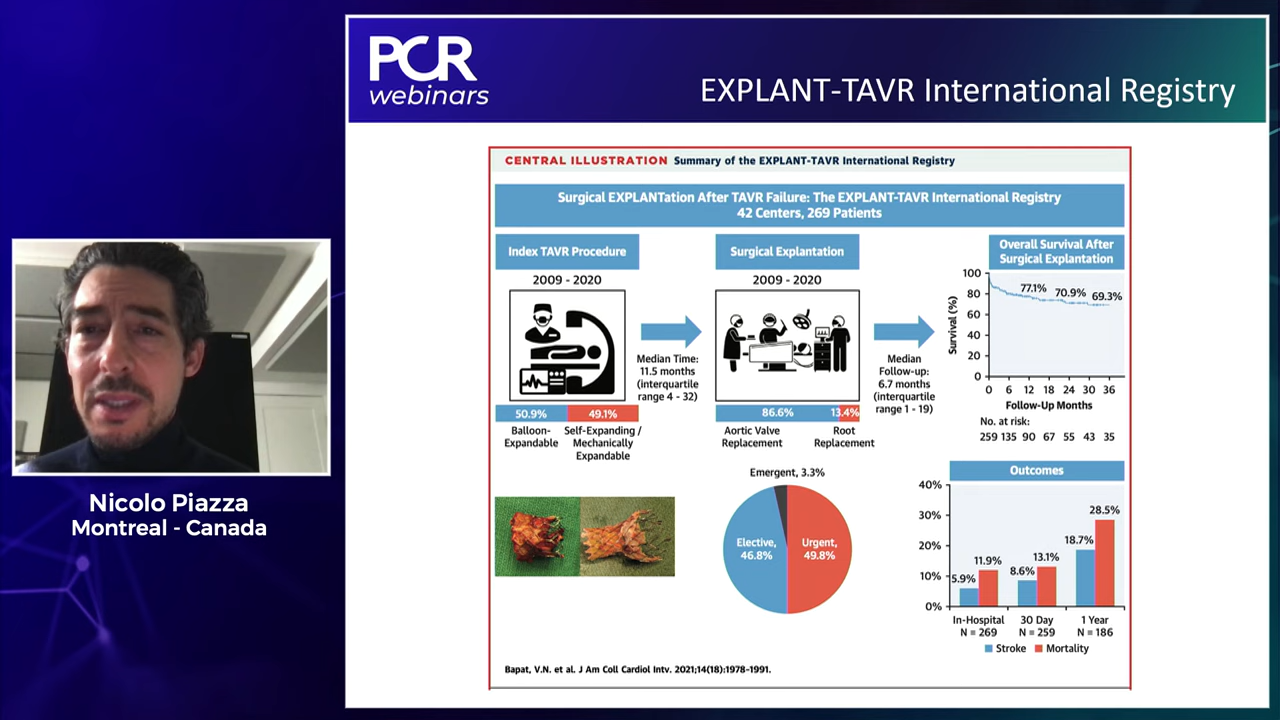 PCR
webinars
EXPLANT-TAVR International Registry
Nicolo Piazza
Montreal - Canada
CENTRAL ILLUSTRATION Summary of the EXPLANT-TAVR International Registry
Surgical EXPLANTation After TAVR Failure: The EXPLANT-TAVR International Registry
42 Centers, 269 Patients
Index TAVR Procedure
2009 - 2020
50.9% 49.1%
Balloon-
Expandable
Self-Expanding /
Mechanically
Expandable
Median Time:
11.5 months
(interquartile
range 4 - 32)
Surgical Explantation
2009 - 2020
86.6% 13.4%
Aortic Valve
Replacement
Root
Replacement
Median
Follow-up:
6.7 months
(interquartile
range 1 - 19)
Overall Survival After
Surgical Explantation
Survival (%)
100
80
60
40
20
0
77.1% 70.9% 69.3%
0 6 12 18 24 30 36
Follow-Up Months
No. at risk:
259 135 90 67 55 43 35
Emergent, 3.3%
Elective,
46.8%
Urgent,
49.8%
Outcomes
40%
30%
20%
10%
0%
5.9% 11.9%
8.6% 13.1%
18.7% 28.5%
In-Hospital
N = 269
30 Day
N = 259
1 Year
N = 186
Stroke Mortality
Bapat, V.N. et al. J Am Coll Cardiol Intv. 2021;14(18):1978-1991.